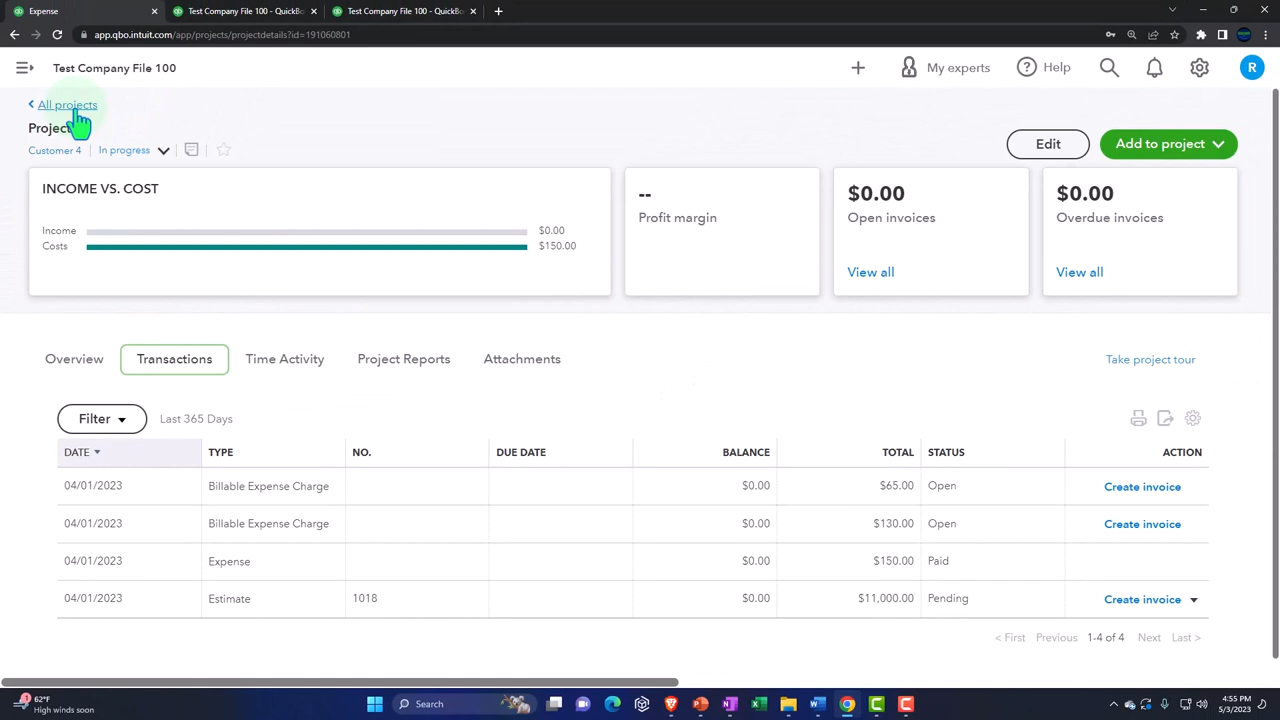 Expense
Test Company File 100 - QuickBo
Test Company File 100 - QuickBo
app.qbo.intuit.com/app/projects/projectdetails?id=191060801
Test Company File 100
My experts
Help
R
All projects
Project
Customer 4
In progress
Edit
Add to project
INCOME VS. COST
Income
$0.00
Costs
$150.00
--
Profit margin
$0.00
Open invoices
View all
$0.00
Overdue invoices
View all
Overview
Transactions
Time Activity
Project Reports
Attachments
Take project tour
Filter
Last 365 Days
DATE TYPE NO. DUE DATE BALANCE TOTAL STATUS ACTION
04/01/2023 Billable Expense Charge $0.00 $65.00 Open Create invoice
04/01/2023 Billable Expense Charge $0.00 $130.00 Open Create invoice
04/01/2023 Expense $0.00 $150.00 Paid
04/01/2023 Estimate 1018 $0.00 $11,000.00 Pending Create invoice
< First Previous 1-4 of 4 Next Last >
1
62°F
High winds soon
Search
4:55 PM
5/3/2023